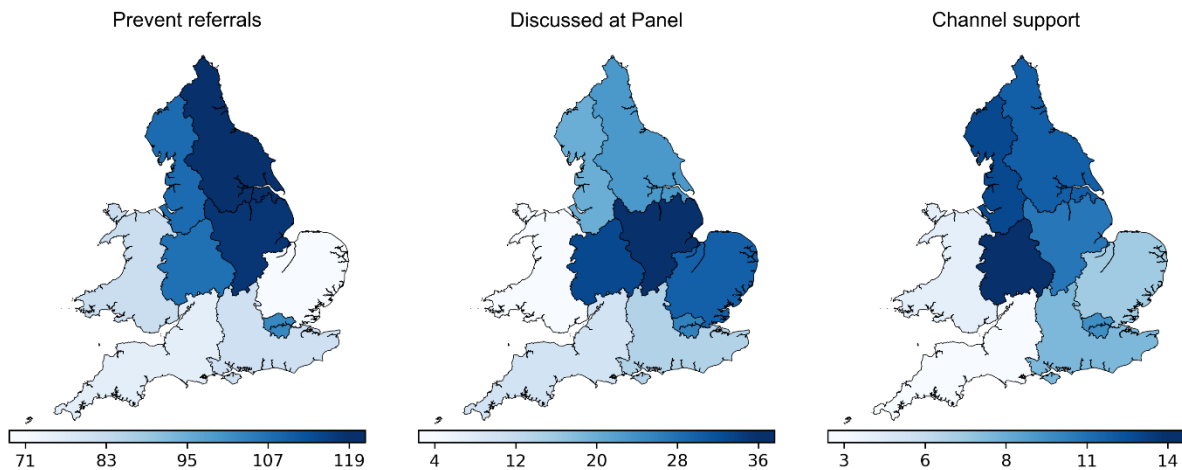 Prevent referrals
Discussed at Panel
Channel support
71 83 95 107 119
4 12 20 28 36
3 6 8 11 14